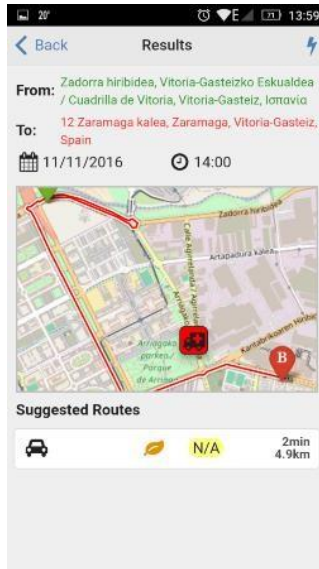 20° E 71 13:59
Back Results
From: Zadorra hiribidea, Vitoria-Gasteizko Eskualdea
/ Cuadrilla de Vitoria, Vitoria-Gasteiz, Ισπανία
To: 12 Zaramaga kalea, Zaramaga, Vitoria-Gasteiz,
Spain
11/11/2016 14:00
Zadorra hiribidea
Artapadura kalea
Arriagako
parkea /
Parque
de Arriaga
B
Suggested Routes
N/A 2min
4.9km